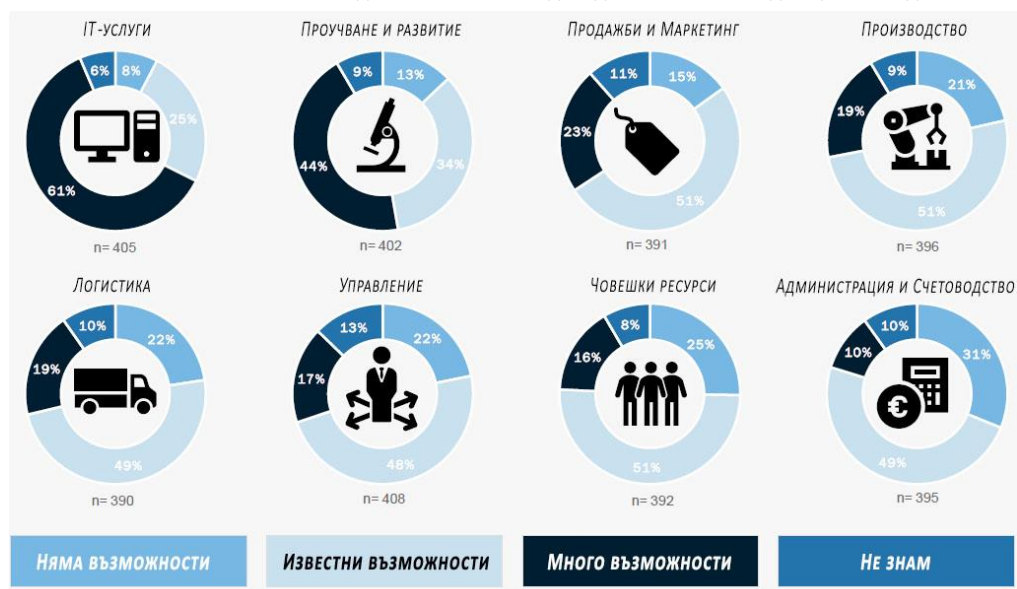 IT-услуги
Проучване и развитие
Продажби и Маркетинг
Производство
6%
8%
25%
61%
9%
13%
34%
44%
11%
15%
51%
23%
9%
21%
51%
19%
n= 405
n= 402
n= 391
n= 396
Логистика
Управление
Човешки ресурси
Администрация и Счетоводство
10%
22%
49%
19%
13%
22%
48%
17%
8%
25%
51%
16%
10%
31%
49%
10%
€
n= 390
n= 408
n= 392
n= 395
Няма възможности
Известни възможности
Много възможности
Не знам